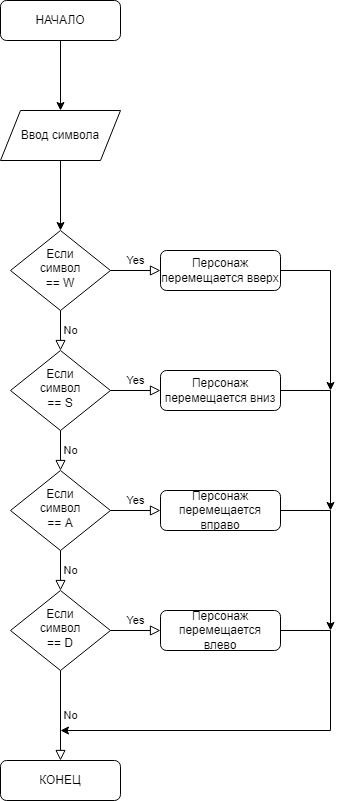 НАЧАЛО
Ввод символа
Если
символ
== W
Yes
Персонаж
перемещается вверх
No
Если
символ
== S
Yes
Персонаж
перемещается вниз
No
Если
символ
== A
Yes
Персонаж
перемещается
вправо
No
Если
символ
== D
Yes
Персонаж
перемещается
влево
No
КОНЕЦ